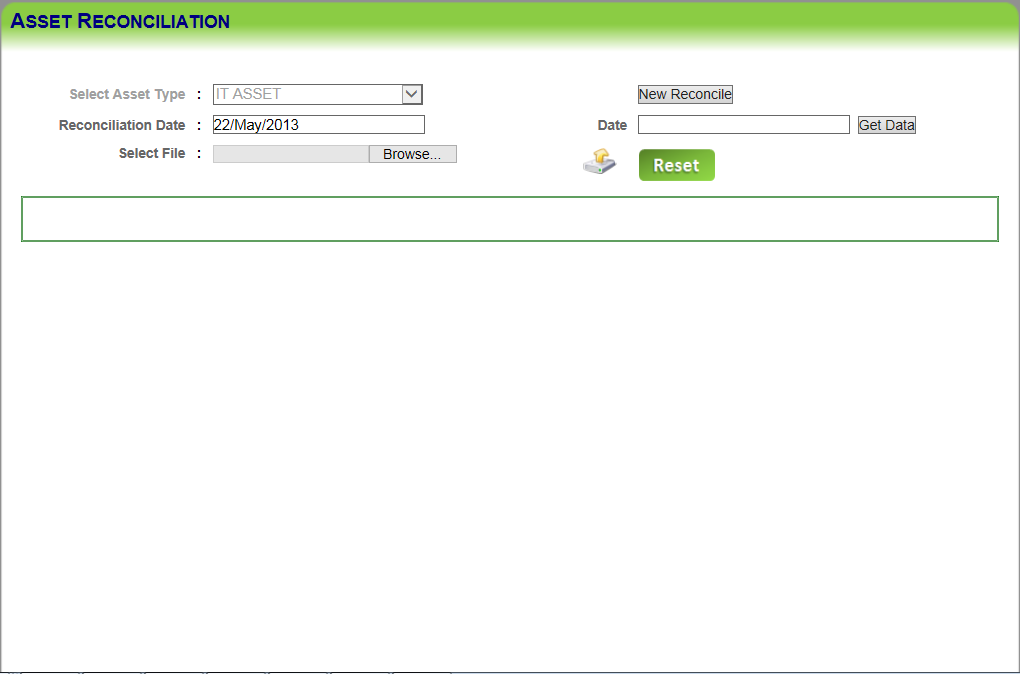 ASSET RECONCILIATION
Select Asset Type : IT ASSET New Reconcile
Reconciliation Date : 22/May/2013 Date Get Data
Select File : Browse... Reset